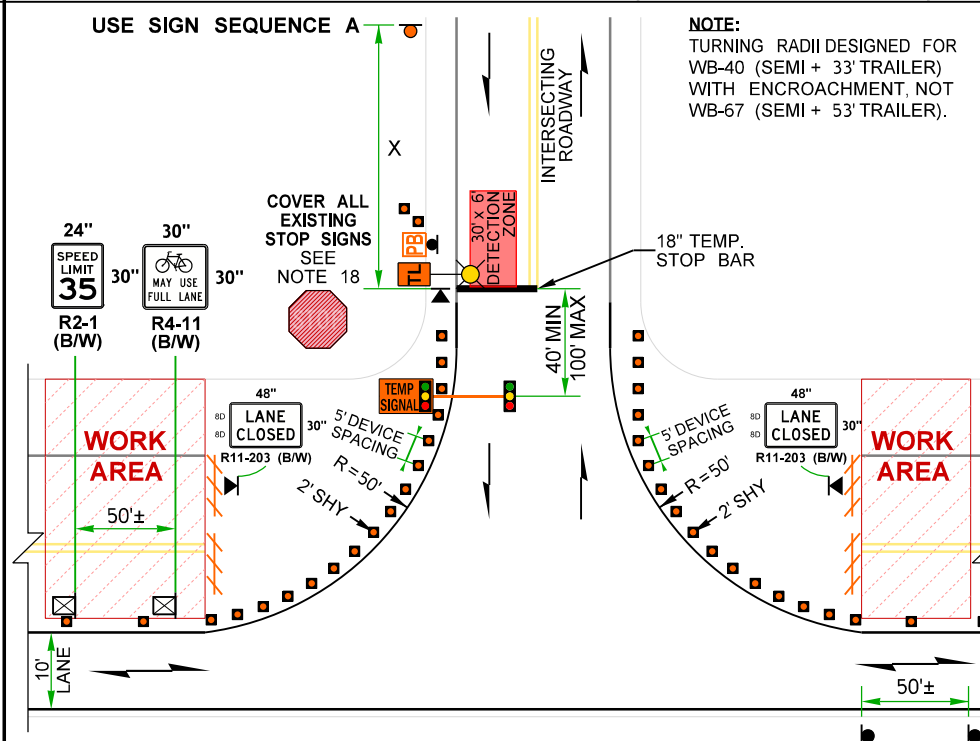 USE SIGN SEQUENCE A
NOTE:
TURNING RADII DESIGNED FOR
WB-40 (SEMI + 33' TRAILER)
WITH ENCROACHMENT, NOT
WB-67 (SEMI + 53' TRAILER).
INTERSECTING
ROADWAY
X
COVER ALL
EXISTING
STOP SIGNS
SEE
NOTE 18
STOP
PB
TL
30' x 6'
DETECTION
ZONE
18" TEMP.
STOP BAR
24"
SPEED
LIMIT
35
30"
R2-1
(B/W)
30"
MAY USE
FULL LANE
30"
R4-11
(B/W)
40' MIN
100' MAX
TEMP
SIGNAL
48"
8D
LANE
8D
CLOSED
30"
R11-203 (B/W)
5' DEVICE
SPACING
R=50'
2' SHY
WORK
AREA
50'±
5' DEVICE
SPACING
R=50'
2' SHY
48"
8D
LANE
8D
CLOSED
30"
R11-203 (B/W)
WORK
AREA
10'
LANE
50'±